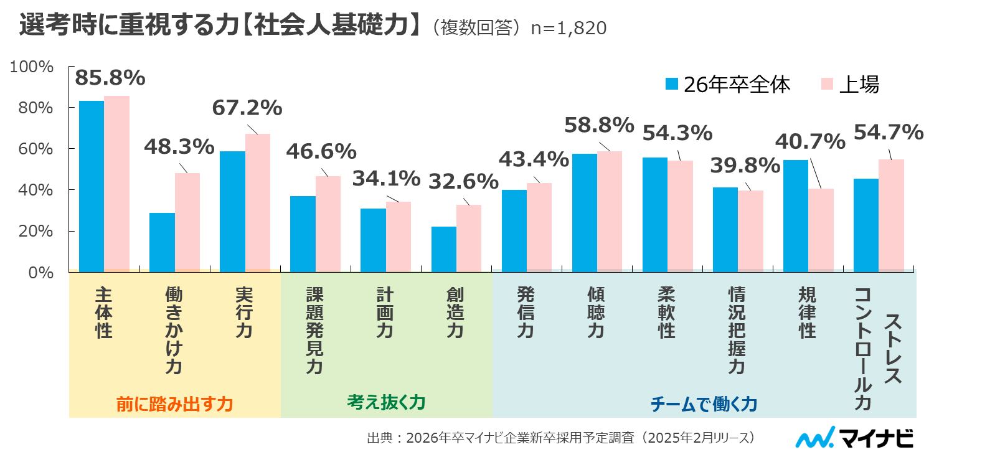 選考時に重視する力【社会人基礎力】（複数回答）n=1,820
100%
80%
60%
40%
20%
0%
26年卒全体
上場
85.8%
48.3%
67.2%
46.6%
34.1%
32.6%
43.4%
58.8%
54.3%
39.8%
40.7%
54.7%
主体性
働きかけ力
実行力
課題発見力
計画力
創造力
発信力
傾聴力
柔軟性
情況把握力
規律性
ストレス
コントロール力
前に踏み出す力
考え抜く力
チームで働く力
出典：2026年卒マイナビ企業新卒採用予定調査（2025年2月リリース）
マイナビ